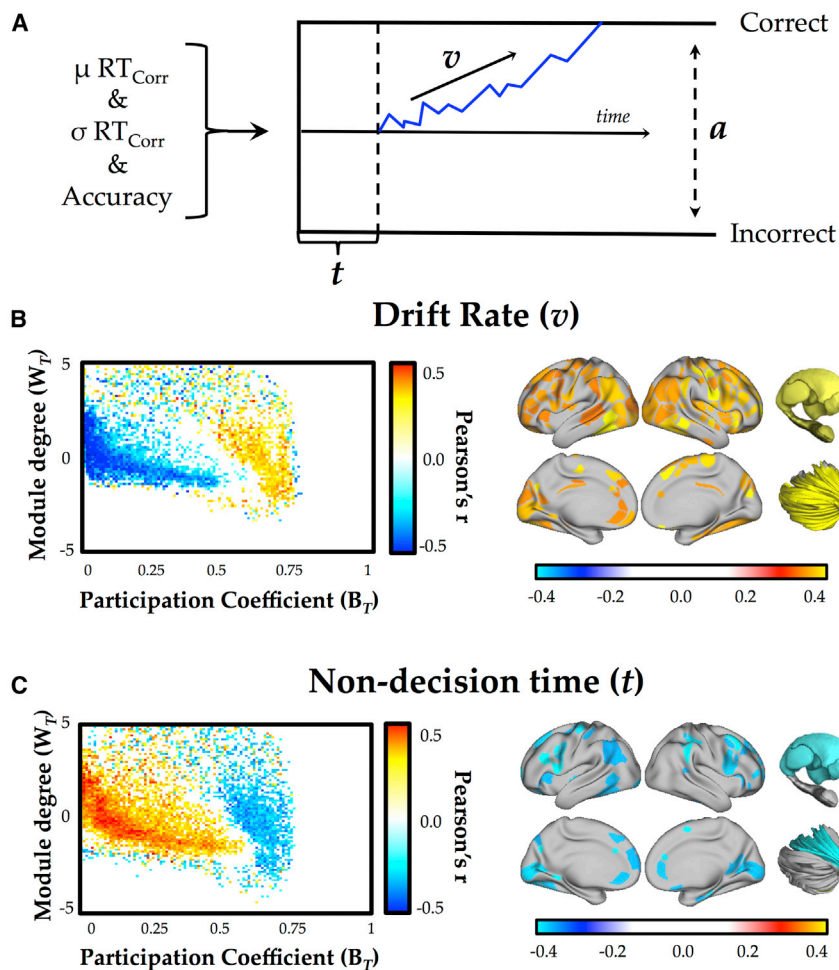 A
μ RT_Corr
&
σ RT_Corr
&
Accuracy
Correct
v
time
a
Incorrect
t
B
Drift Rate (v)
5
0
-5
Module degree (W_T)
0 0.25 0.5 0.75 1
Participation Coefficient (B_T)
0.5
0.0
-0.5
Pearson's r
-0.4 -0.2 0.0 0.2 0.4
C
Non-decision time (t)
5
0
-5
Module degree (W_T)
0 0.25 0.5 0.75 1
Participation Coefficient (B_T)
0.5
0.0
-0.5
Pearson's r
-0.4 -0.2 0.0 0.2 0.4